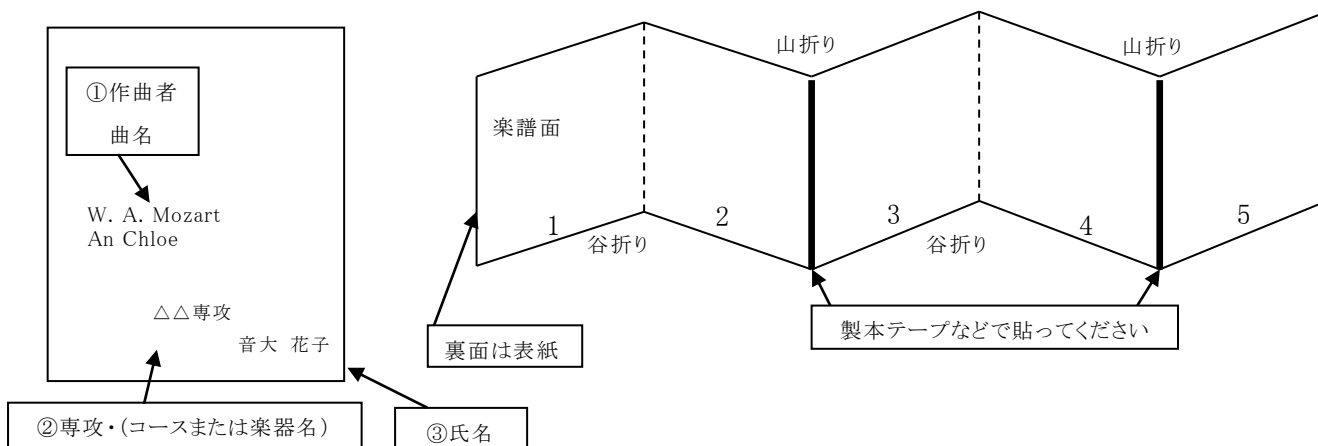 ①作曲者
曲名
W. A. Mozart
An Chloe
△△専攻
音大 花子
②専攻・(コースまたは楽器名)
③氏名
山折り
山折り
楽譜面
1
2
3
4
5
谷折り
谷折り
裏面は表紙
製本テープなどで貼ってください